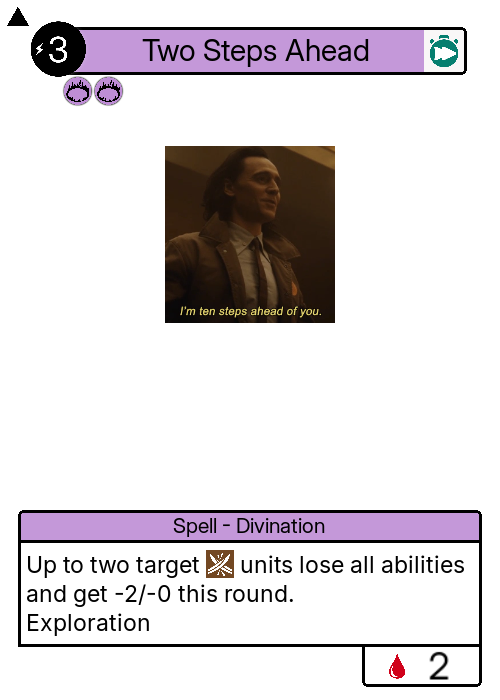 3
Two Steps Ahead
I'm ten steps ahead of you.
Spell - Divination
Up to two target units lose all abilities
and get -2/-0 this round.
Exploration
2